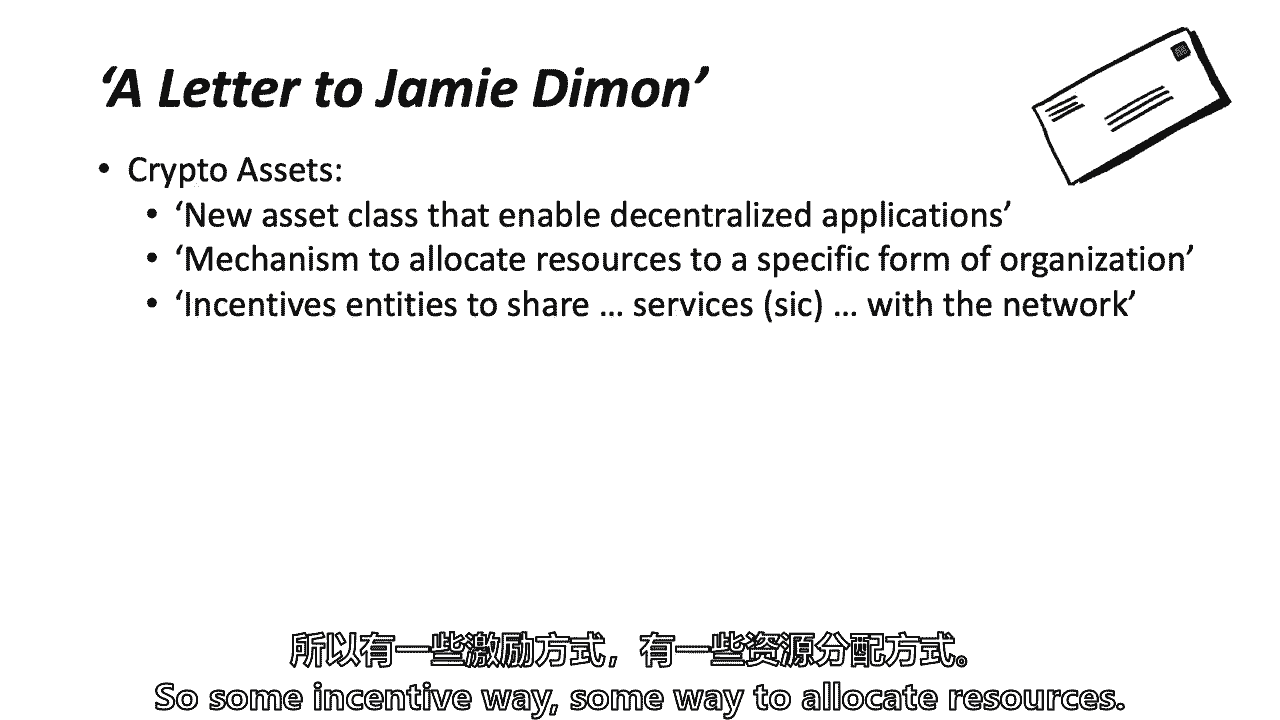 ‘A Letter to Jamie Dimon’
• Crypto Assets:
• ‘New asset class that enable decentralized applications’
• ‘Mechanism to allocate resources to a specific form of organization’
• ‘Incentives entities to share … services (sic) … with the network’
所以有一些激励方式，有一些资源分配方式。
So some incentive way, some way to allocate resources.